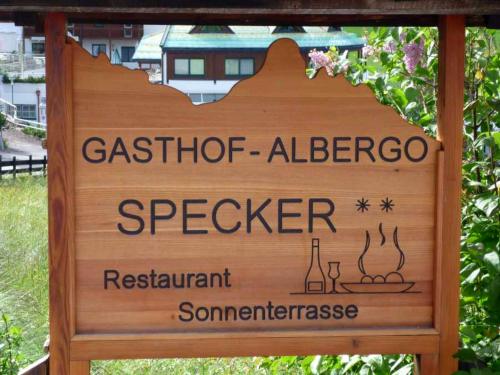 GASTHOF - ALBERGO
SPECKER **
Restaurant
Sonnenterrasse